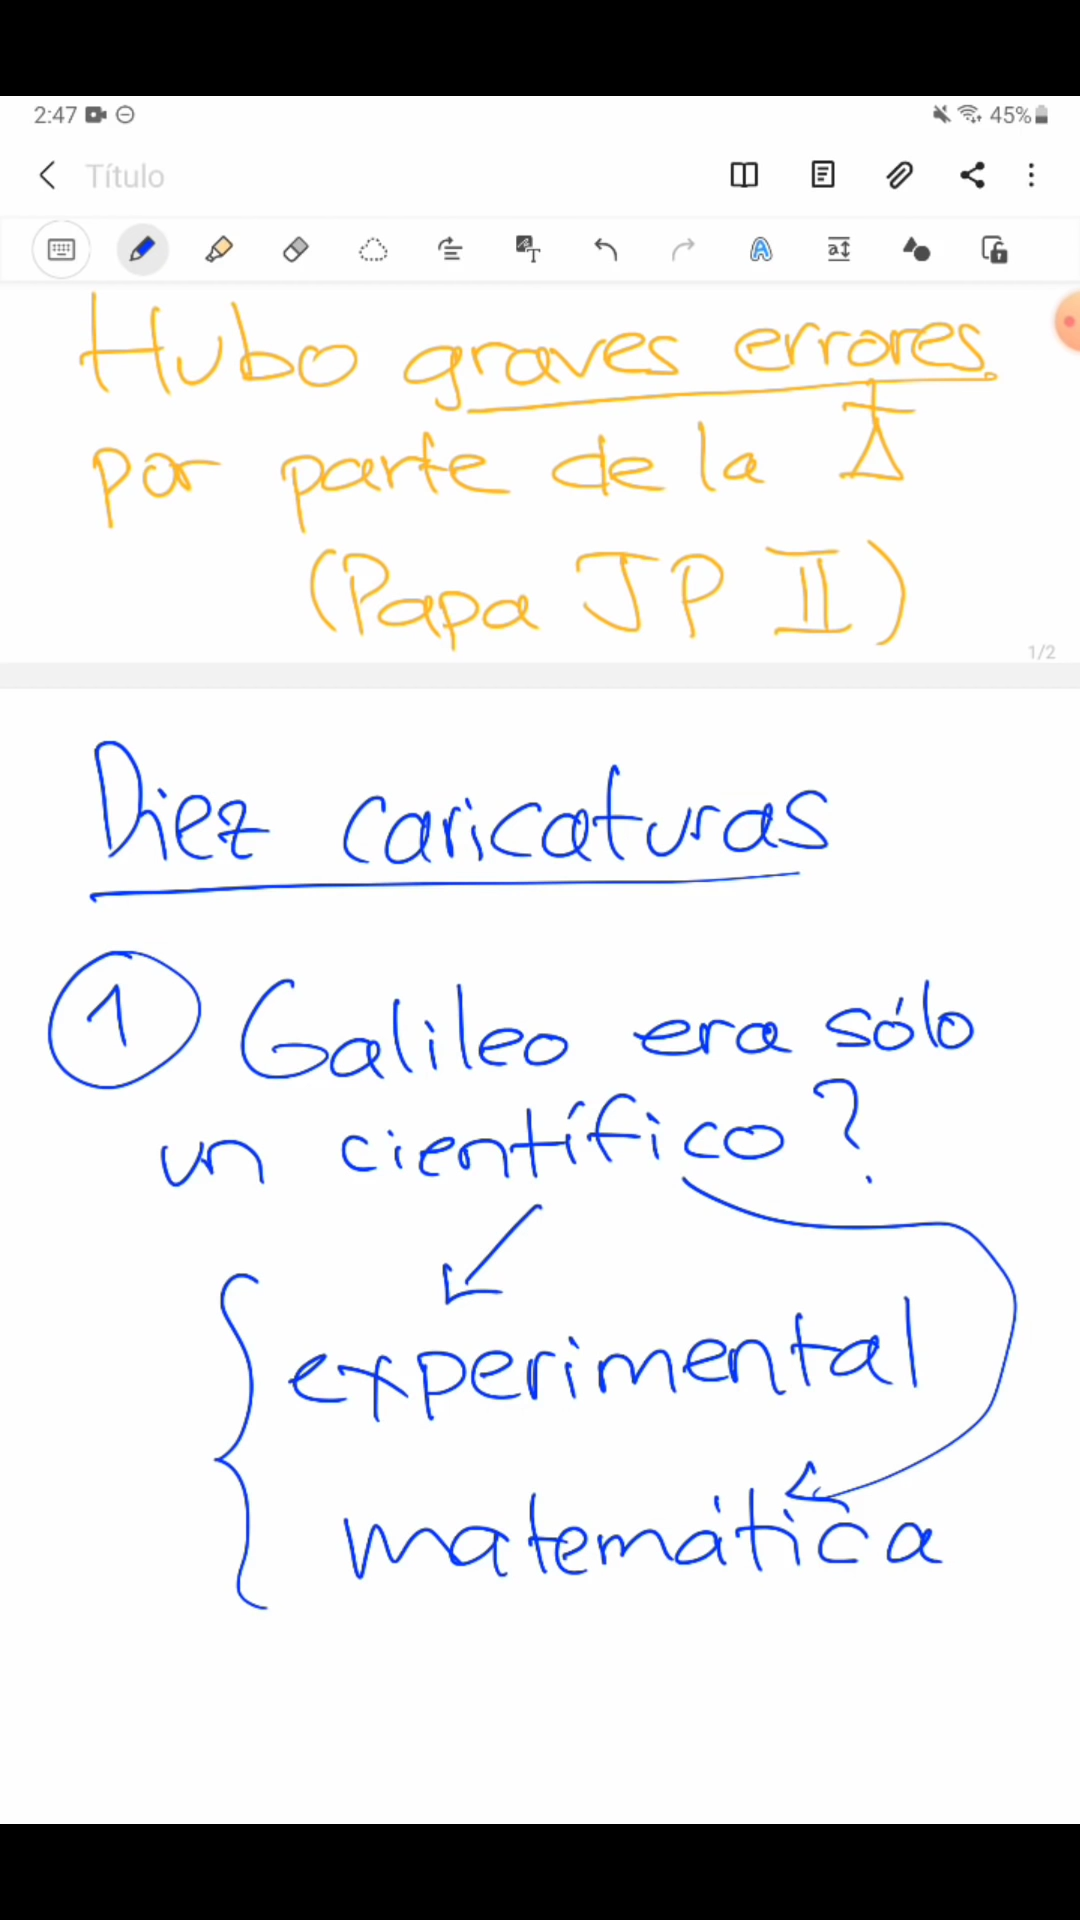 2:47
45%
Título
Hubo graves errores
por parte de la
(Papa JP II)
1/2
Diez caricaturas
1 Galileo era sólo
un científico?
experimental
matemática